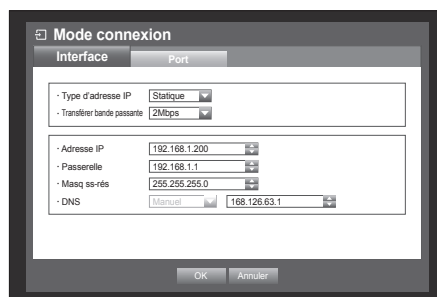 Mode connexion
Interface Port
· Type d'adresse IP Statique
· Transférer bande passante 2Mbps
· Adresse IP 192.168.1.200
· Passerelle 192.168.1.1
· Masq ss-rés 255.255.255.0
· DNS Manuel 168.126.63.1
OK Annuler